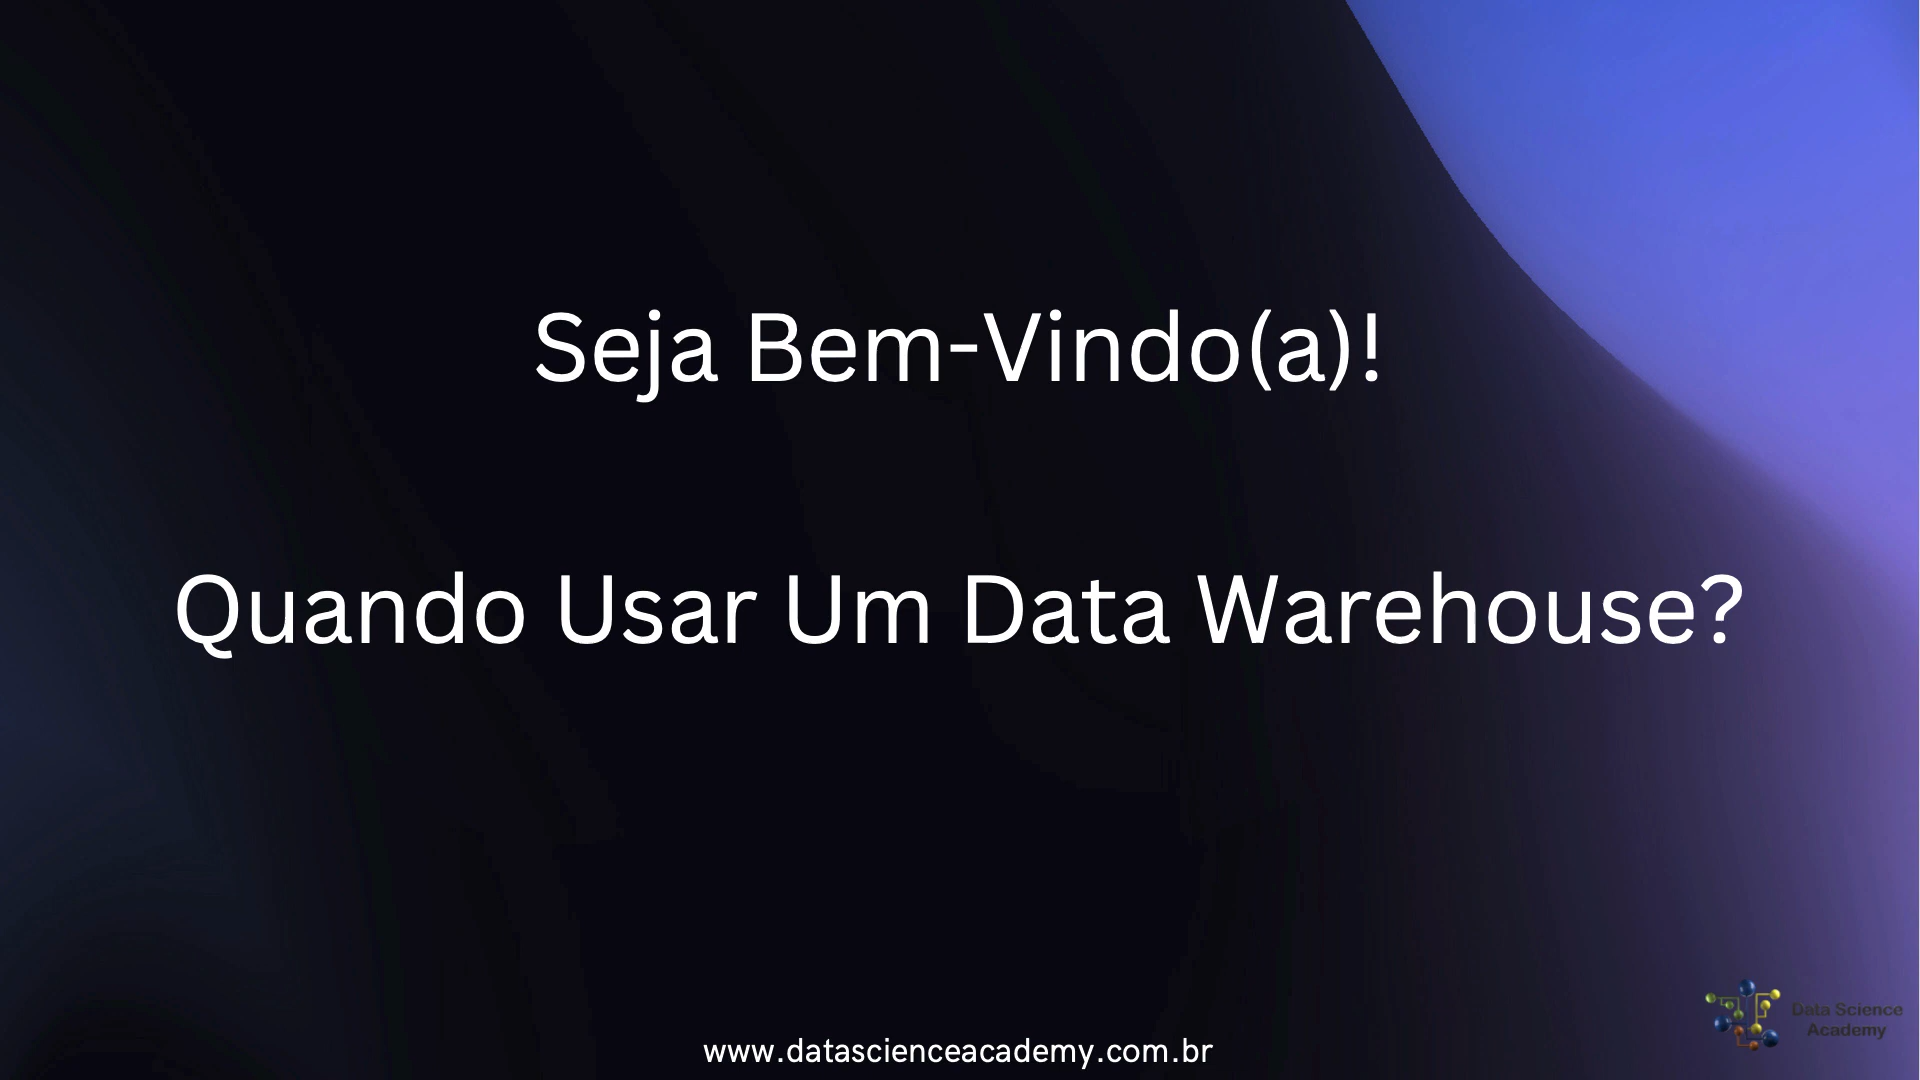 Seja Bem-Vindo(a)!
Quando Usar Um Data Warehouse?
Data Science
Academy
www.datascienceacademy.com.br